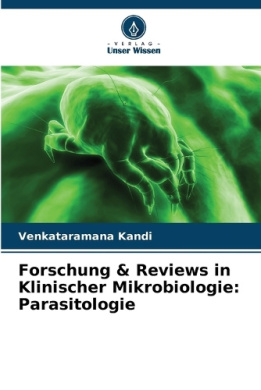 - VERLAG -
Unser Wissen
Venkataramana Kandi
Forschung & Reviews in
Klinischer Mikrobiologie:
Parasitologie